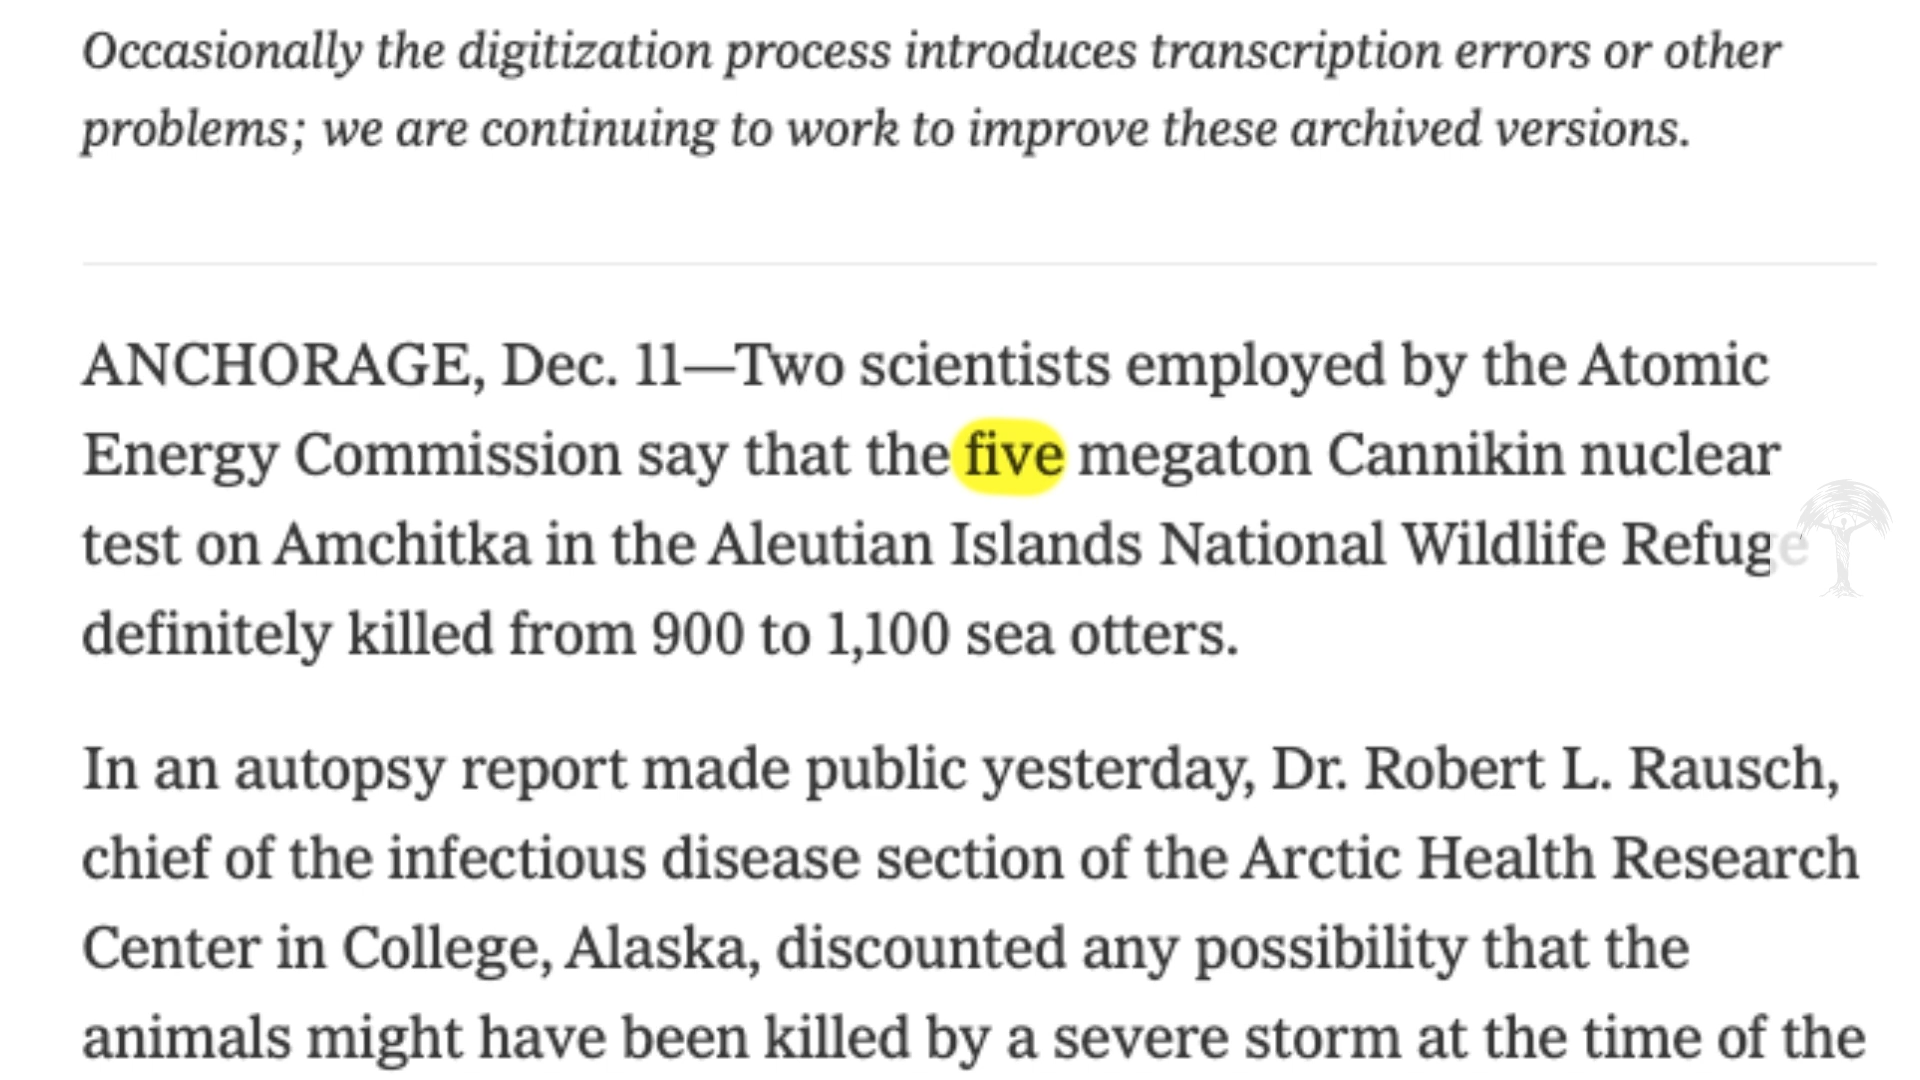 Occasionally the digitization process introduces transcription errors or other
problems; we are continuing to work to improve these archived versions.
ANCHORAGE, Dec. 11—Two scientists employed by the Atomic
Energy Commission say that the five megaton Cannikin nuclear
test on Amchitka in the Aleutian Islands National Wildlife Refuge
definitely killed from 900 to 1,100 sea otters.
In an autopsy report made public yesterday, Dr. Robert L. Rausch,
chief of the infectious disease section of the Arctic Health Research
Center in College, Alaska, discounted any possibility that the
animals might have been killed by a severe storm at the time of the